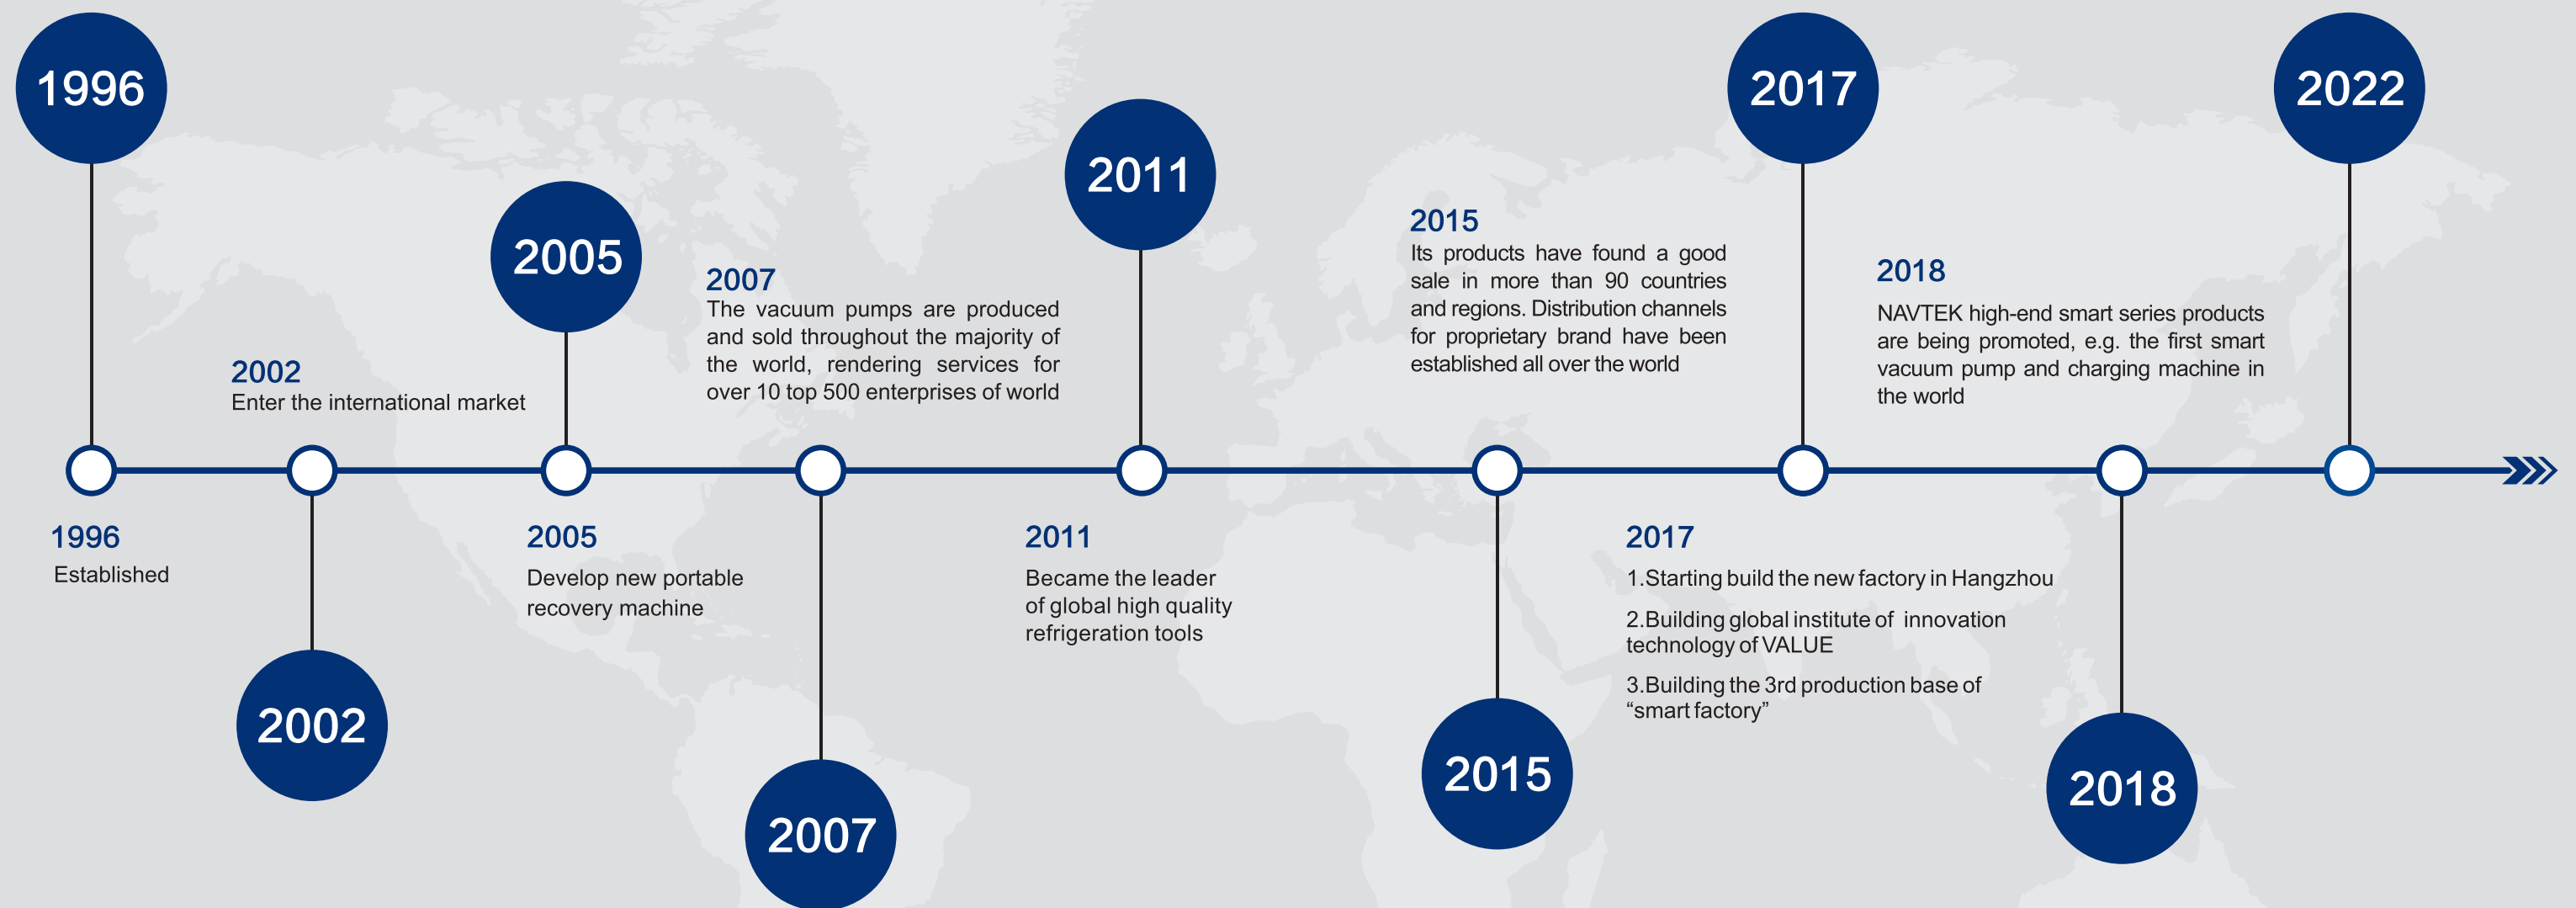 1996
2017
2022
2011
2005
2015
Its products have found a good
sale in more than 90 countries
and regions. Distribution channels
for proprietary brand have been
established all over the world
2018
NAVTEK high-end smart series products
are being promoted, e.g. the first smart
vacuum pump and charging machine in
the world
2007
The vacuum pumps are produced
and sold throughout the majority of
the world, rendering services for
over 10 top 500 enterprises of world
2002
Enter the international market
1996
Established
2005
Develop new portable
recovery machine
2011
Became the leader
of global high quality
refrigeration tools
2017
1.Starting build the new factory in Hangzhou
2.Building global institute of innovation
technology of VALUE
3.Building the 3rd production base of
“smart factory”
2002
2007
2015
2018